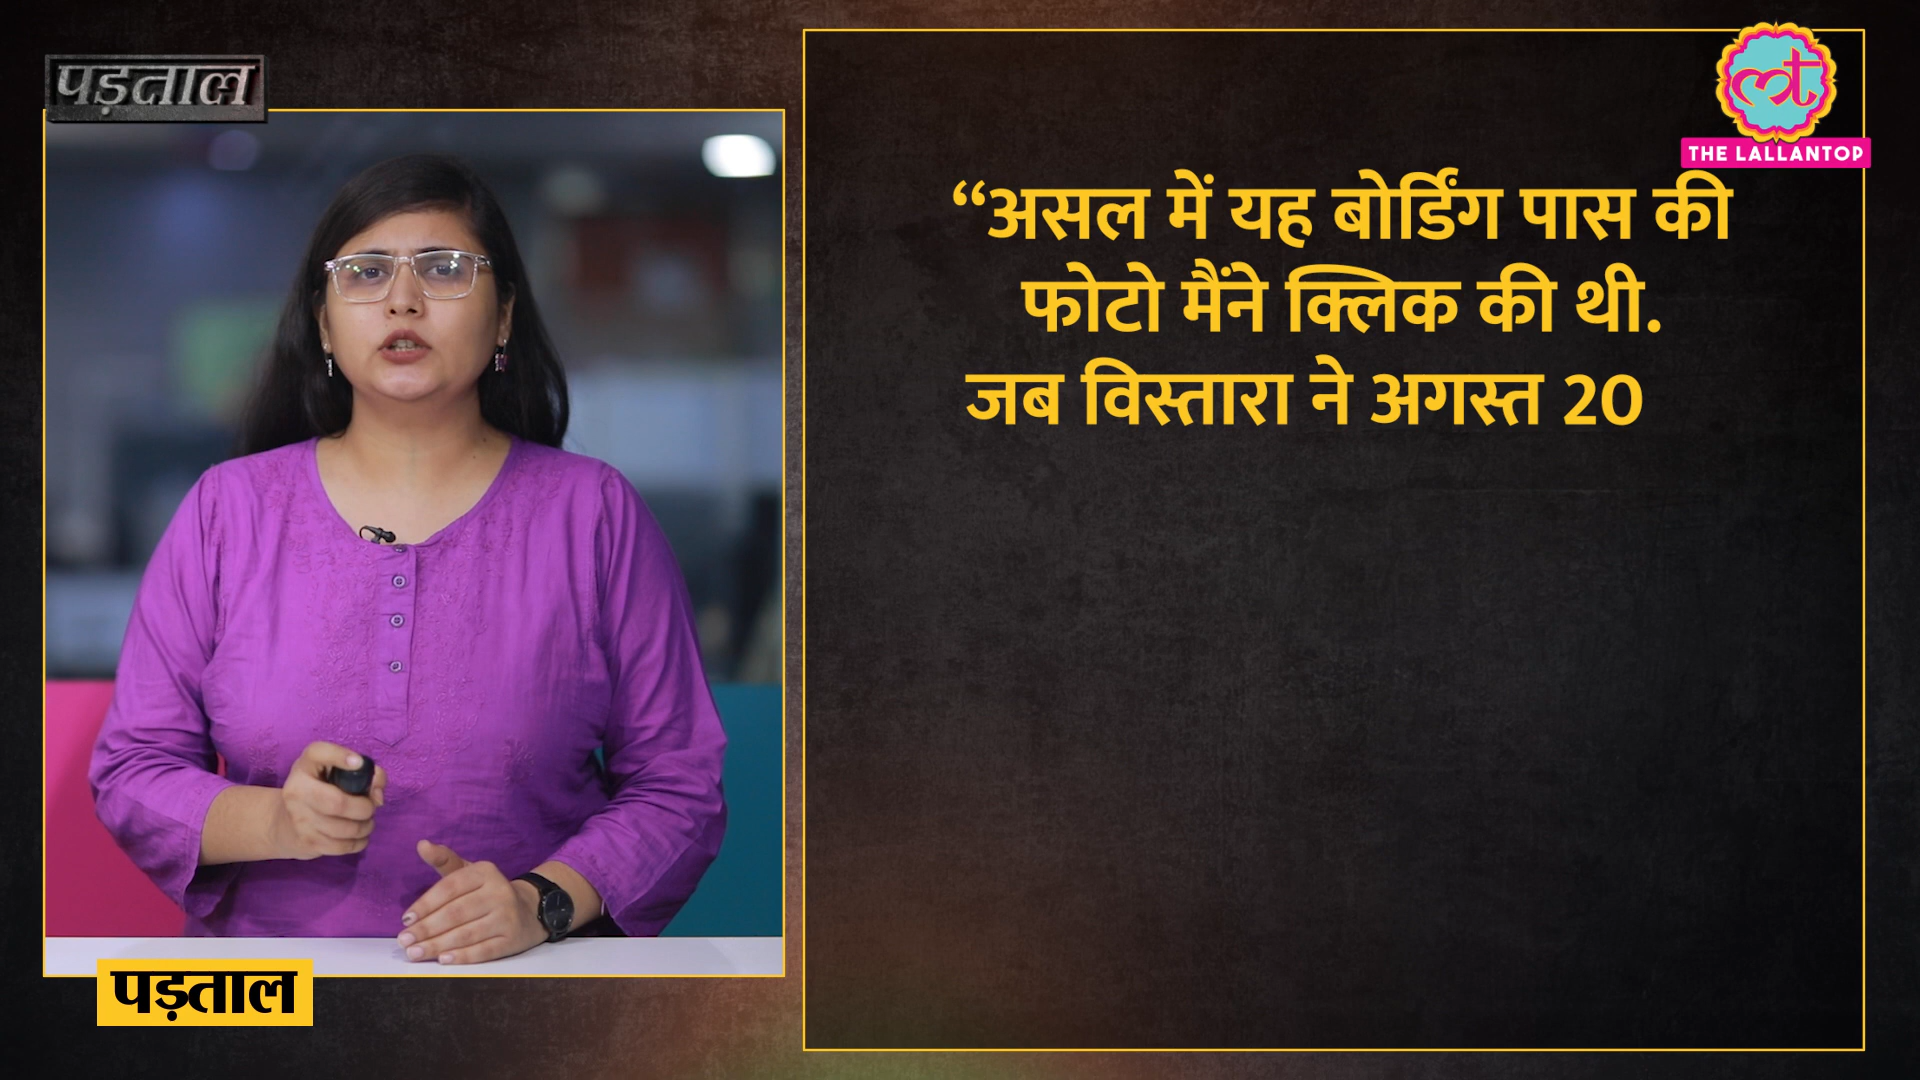 पड़ताल
THE LALLANTOP
“असल में यह बोर्डिंग पास की
फोटो मैंने क्लिक की थी.
जब विस्तारा ने अगस्त 20
पड़ताल